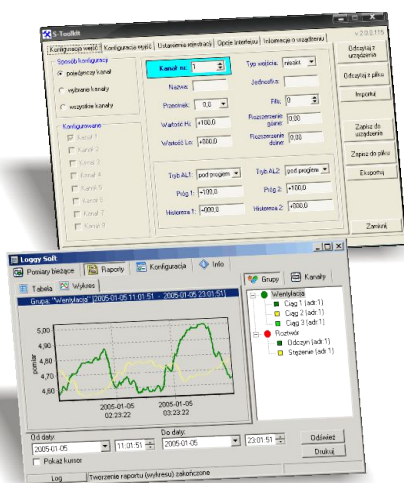 S-Toolkit
v 2.0.0.115
Konfiguracja wejść Konfiguracja wyjść Ustawienia rejestracji Opcje interfejsu Informacje o urządzeniu
Sposób konfiguracji
pojedynczy kanał
wybrane kanały
wszystkie kanały
Konfigurowane
Kanał 1
Kanał 2
Kanał 3
Kanał 4
Kanał 5
Kanał 6
Kanał 7
Kanał 8
Kanał nr: 1
Nazwa:
Przecinek: 0,0
Wartość Hi: +100,0
Wartość Lo: +000,0
Typ wejścia: nieakt
Jednostka:
Filtr: 0
Rozszerzenie górne: 0,00
Rozszerzenie dolne: 0,00
Tryb AL1: pod progiem
Próg 1: +100,0
Histereza 1: +000,0
Tryb AL2: pod progiem
Próg 2: +100,0
Histereza 2: +000,0
Odczytaj z
urządzenia
Odczytaj z pliku
Importuj
Zapisz do
urządzenia
Zapisz do pliku
Eksportuj
Zamknij
Loggy Soft
Pomiary bieżące Raporty Konfiguracja Info
Tabela Wykres
Grupa: "Wentylacja" (2005-01-05 11:01:51 - 2005-01-05 23:01:51)
pomiar
5,00
4,90
4,80
4,70
4,60
2005-01-05 2005-01-05
02:23:22 03:23:22
Grupy Kanały
Wentylacja
Ciąg 1 (adr:1)
Ciąg 2 (adr:1)
Ciąg 3 (adr:1)
Roztwór
Odczyn (adr:1)
Stężenie (adr:1)
Od daty: Do daty:
2005-01-05 11:01:51 2005-01-05 23:01:51
Pokaż kursor
Odśwież
Drukuj
Log Tworzenie raportu (wykresu) zakończone